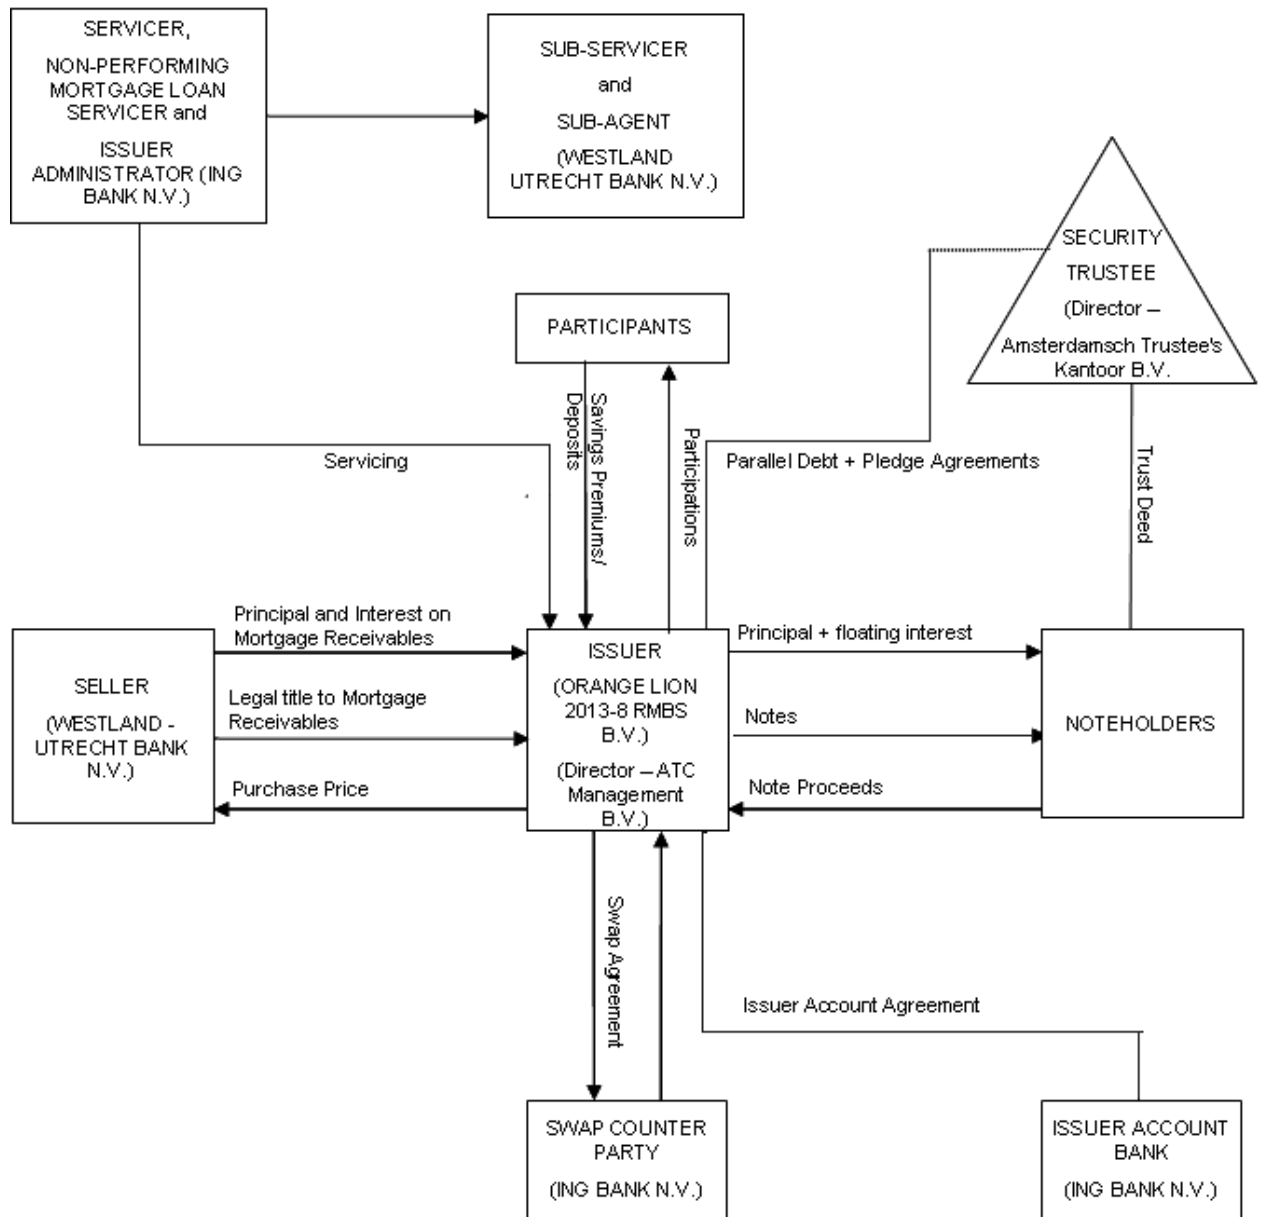 SERVICER,
NON-PERFORMING
MORTGAGE LOAN
SERVICER and
ISSUER
ADMINISTRATOR (ING
BANK N.V.)
SUB-SERVICER
and
SUB-AGENT
(WESTLAND
UTRECHT BANK N.V.)
SECURITY
TRUSTEE
(Director –
Amsterdamsch Trustee's
Kantoor B.V.
PARTICIPANTS
Servicing
Savings Premiums/
Deposits
Participations
Parallel Debt + Pledge Agreements
Trust Deed
Principal and Interest on
Mortgage Receivables
Legal title to Mortgage
Receivables
Purchase Price
SELLER
(WESTLAND -
UTRECHT BANK
N.V.)
ISSUER
(ORANGE LION
2013-8 RMBS
B.V.)
(Director – ATC
Management
B.V.)
Principal + floating interest
Notes
Note Proceeds
NOTEHOLDERS
Swap Agreement
Issuer Account Agreement
SWAP COUNTER
PARTY
(ING BANK N.V.)
ISSUER ACCOUNT
BANK
(ING BANK N.V.)